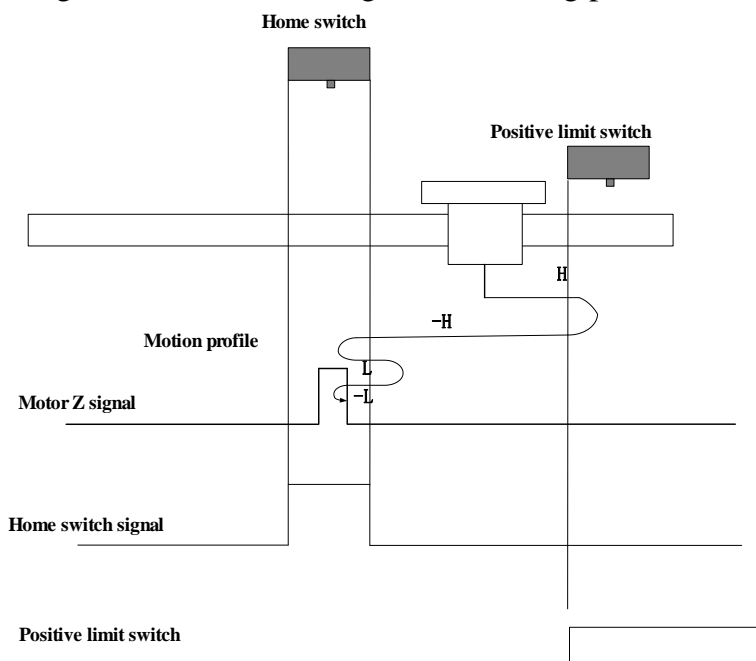 Home switch
Positive limit switch
H
-H
Motion profile
L
-L
Motor Z signal
Home switch signal
Positive limit switch